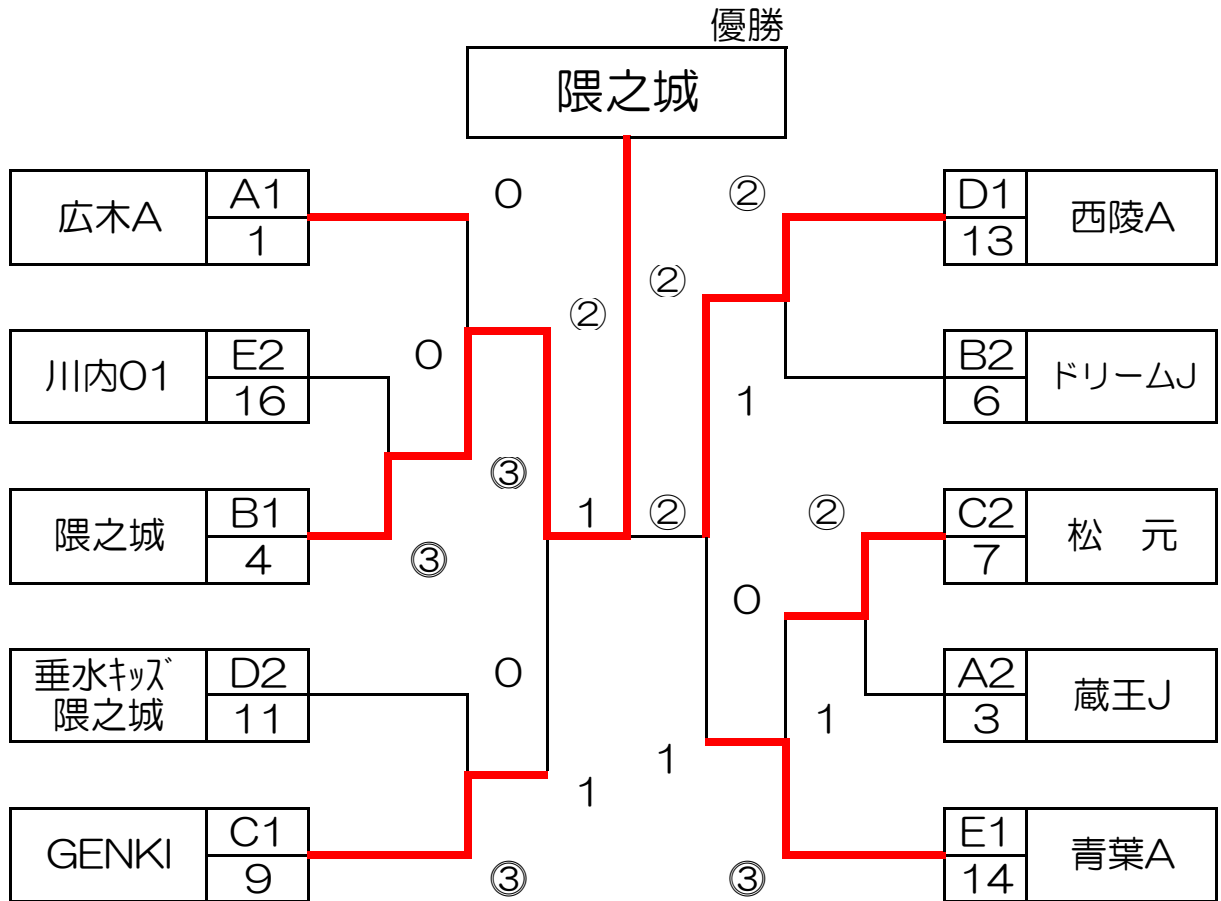 優勝
隈之城
広木A A1 1
0
②
D1 13 西陵A
②
②
川内01 E2 16
0
1
B2 6 ドリームJ
隈之城 B1 4
③
③
1
②
②
C2 7 松 元
0
垂水キッズ
隈之城
D2 11
0
1
1
A2 3 蔵王J
1
GENKI C1 9
③
③
E1 14 青葉A